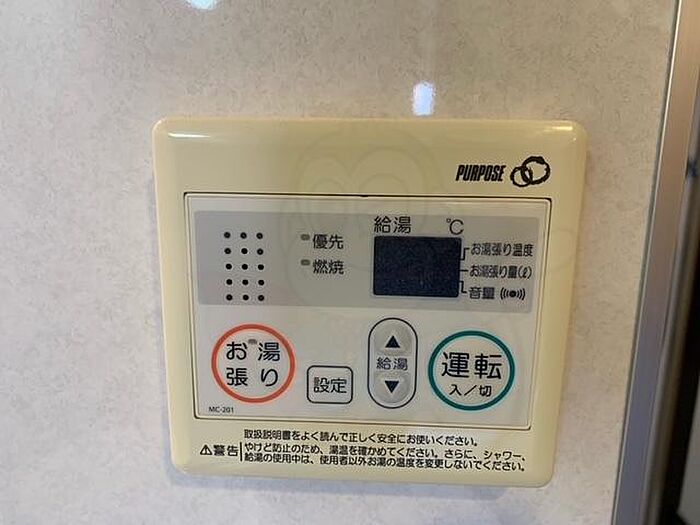 PURPOSE
給湯 ℃
優先
燃焼
お湯張り温度
お湯張り量(ℓ)
音量
お湯張り
設定
給湯
運転
入/切
MC-201
取扱説明書をよく読んで正しく安全にお使いください。
警告 やけど防止のため、湯温を確かめてください。さらに、シャワー、
給湯の使用中は、使用者以外お湯の温度を変更しないでください。